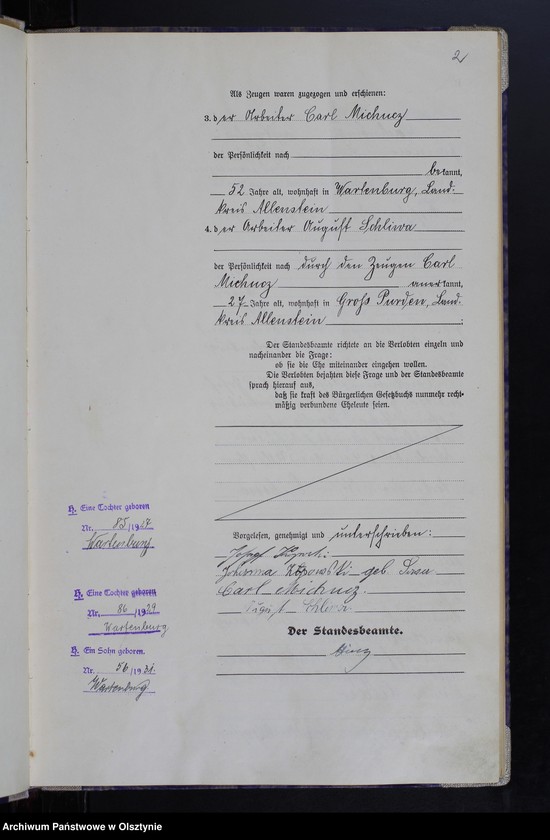 2
Als Zeugen waren zugezogen und erschienen:
3. der Arbeiter Carl Michucz
der Persönlichkeit nach
bekannt,
52 Jahre alt, wohnhaft in Wartenburg, Land-
kreis Allenstein
4. der Arbeiter August Schliwa
der Persönlichkeit nach durch den Zeugen Carl
Michucz anerkannt,
27 Jahre alt, wohnhaft in Groß Purden, Land-
kreis Allenstein :
Der Standesbeamte richtete an die Verlobten einzeln und
nacheinander die Frage:
ob sie die Ehe miteinander eingehen wollen.
Die Verlobten bejahten diese Frage und der Standesbeamte
sprach hierauf aus,
daß sie kraft des Bürgerlichen Gesetzbuchs nunmehr recht-
mäßig verbundene Eheleute seien.
H. Eine Tochter geboren
Nr. 85/1927
Wartenburg
H. Eine Tochter geboren
Nr. 86/1929
Wartenburg
H. Ein Sohn geboren.
Nr. 56/1931.
Wartenburg
Vorgelesen, genehmigt und unterschrieben:
Josef
Johanna geb.
Carl Michucz.
August Schliwa
Der Standesbeamte.
Archiwum Państwowe w Olsztynie